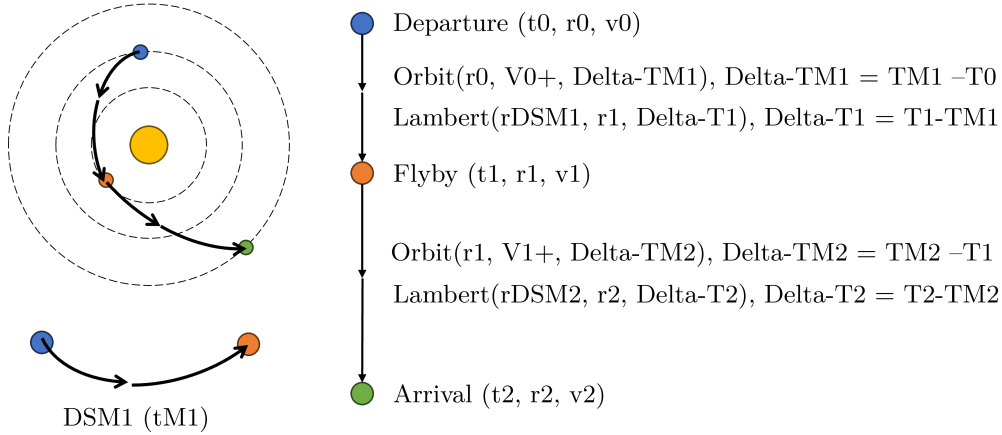 Departure (t0, r0, v0)
Orbit(r0, V0+, Delta-TM1), Delta-TM1 = TM1 –T0
Lambert(rDSM1, r1, Delta-T1), Delta-T1 = T1-TM1
Flyby (t1, r1, v1)
Orbit(r1, V1+, Delta-TM2), Delta-TM2 = TM2 –T1
Lambert(rDSM2, r2, Delta-T2), Delta-T2 = T2-TM2
Arrival (t2, r2, v2)
DSM1 (tM1)